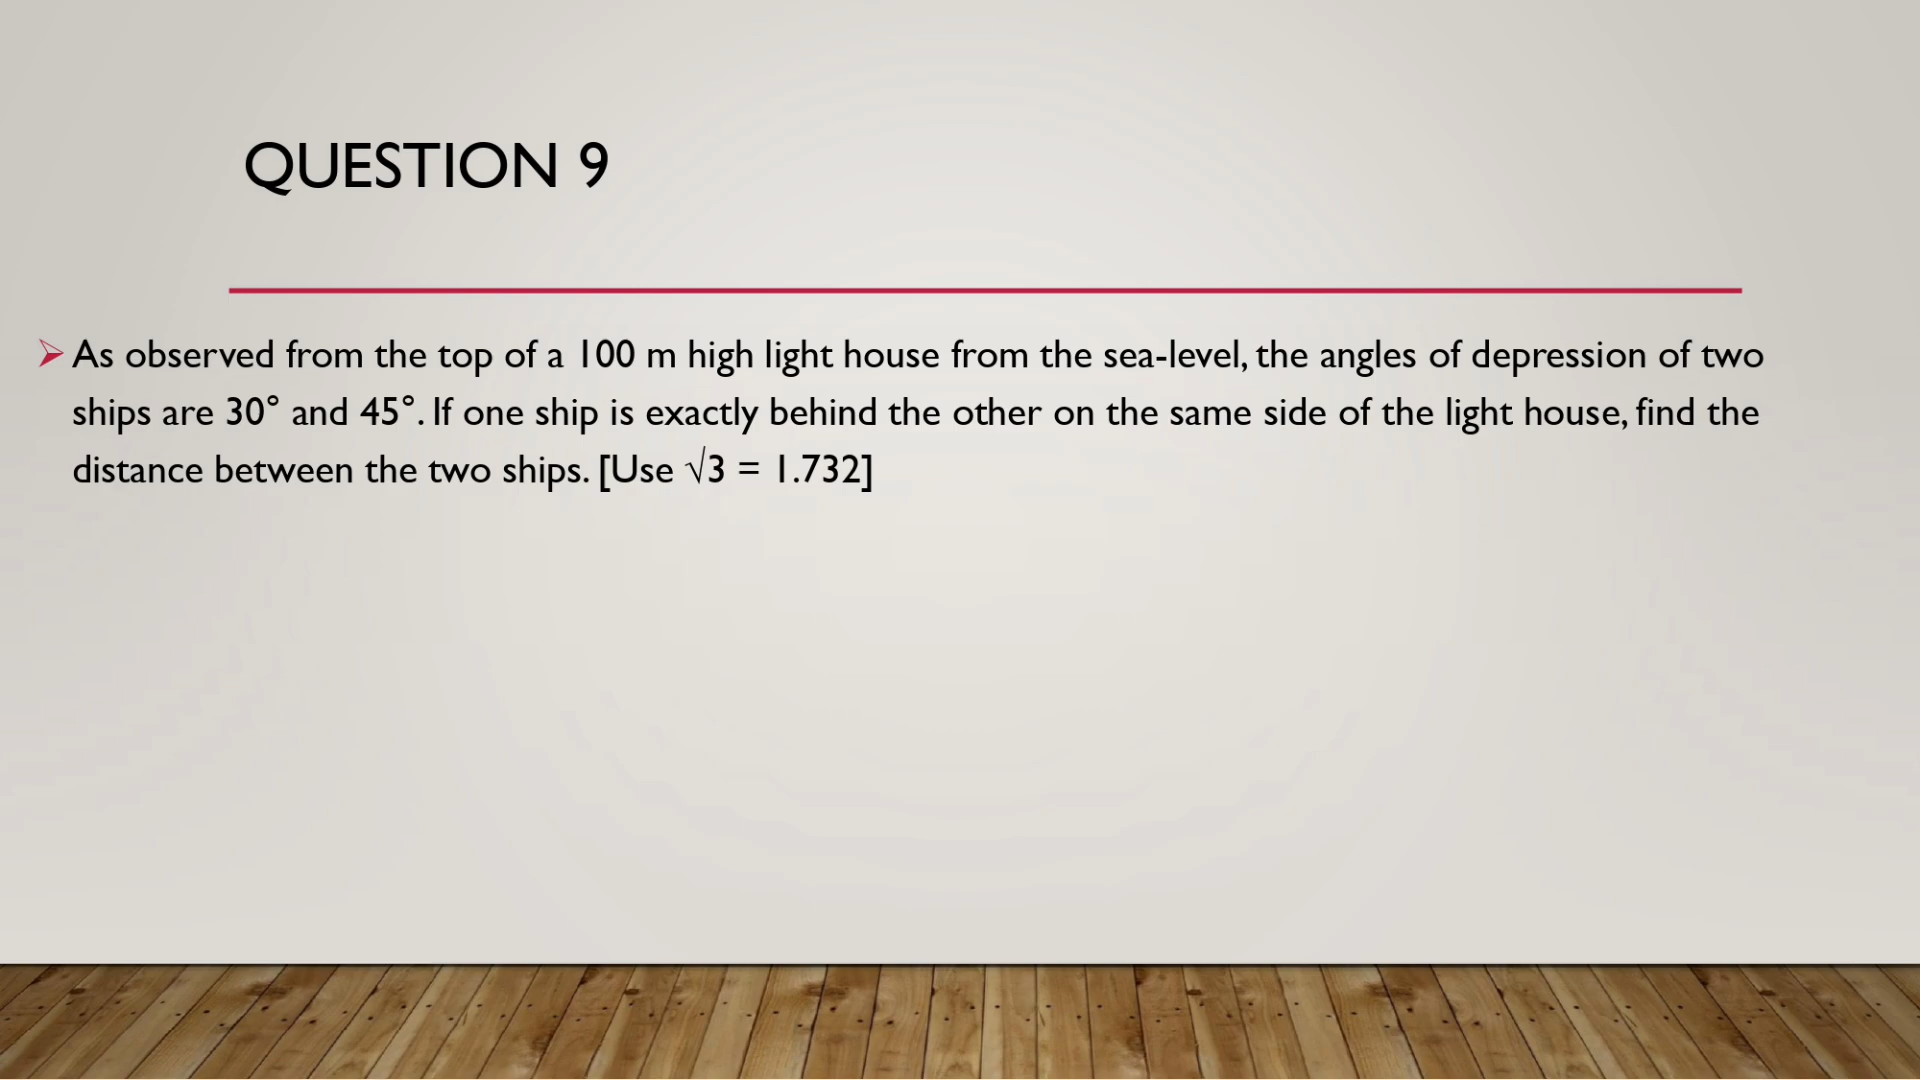 QUESTION 9
As observed from the top of a 100 m high light house from the sea-level, the angles of depression of two
ships are 30° and 45°. If one ship is exactly behind the other on the same side of the light house, find the
distance between the two ships. [Use √3 = 1.732]